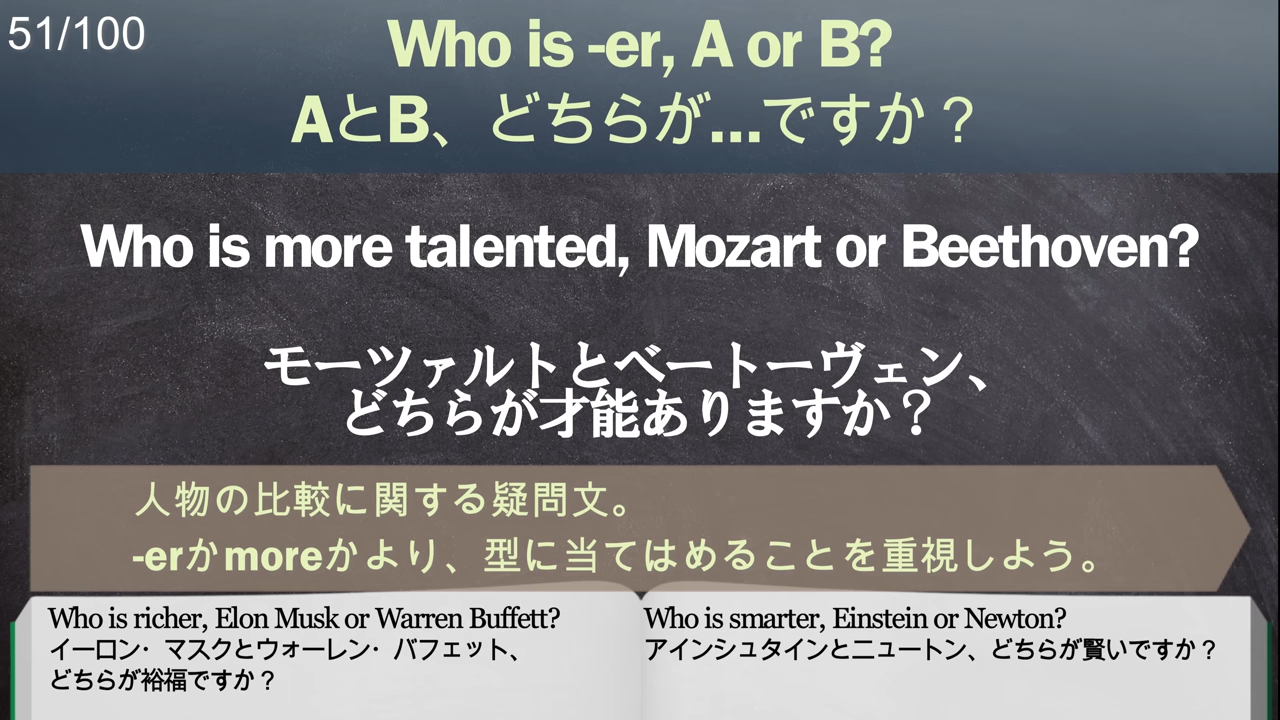 51/100
Who is -er, A or B?
AとB、どちらが...ですか？
Who is more talented, Mozart or Beethoven?
モーツァルトとベートーヴェン、
どちらが才能ありますか？
人物の比較に関する疑問文。
-erかmoreかより、型に当てはめることを重視しよう。
Who is richer, Elon Musk or Warren Buffett?
イーロン・マスクとウォーレン・バフェット、
どちらが裕福ですか？
Who is smarter, Einstein or Newton?
アインシュタインとニュートン、どちらが賢いですか？